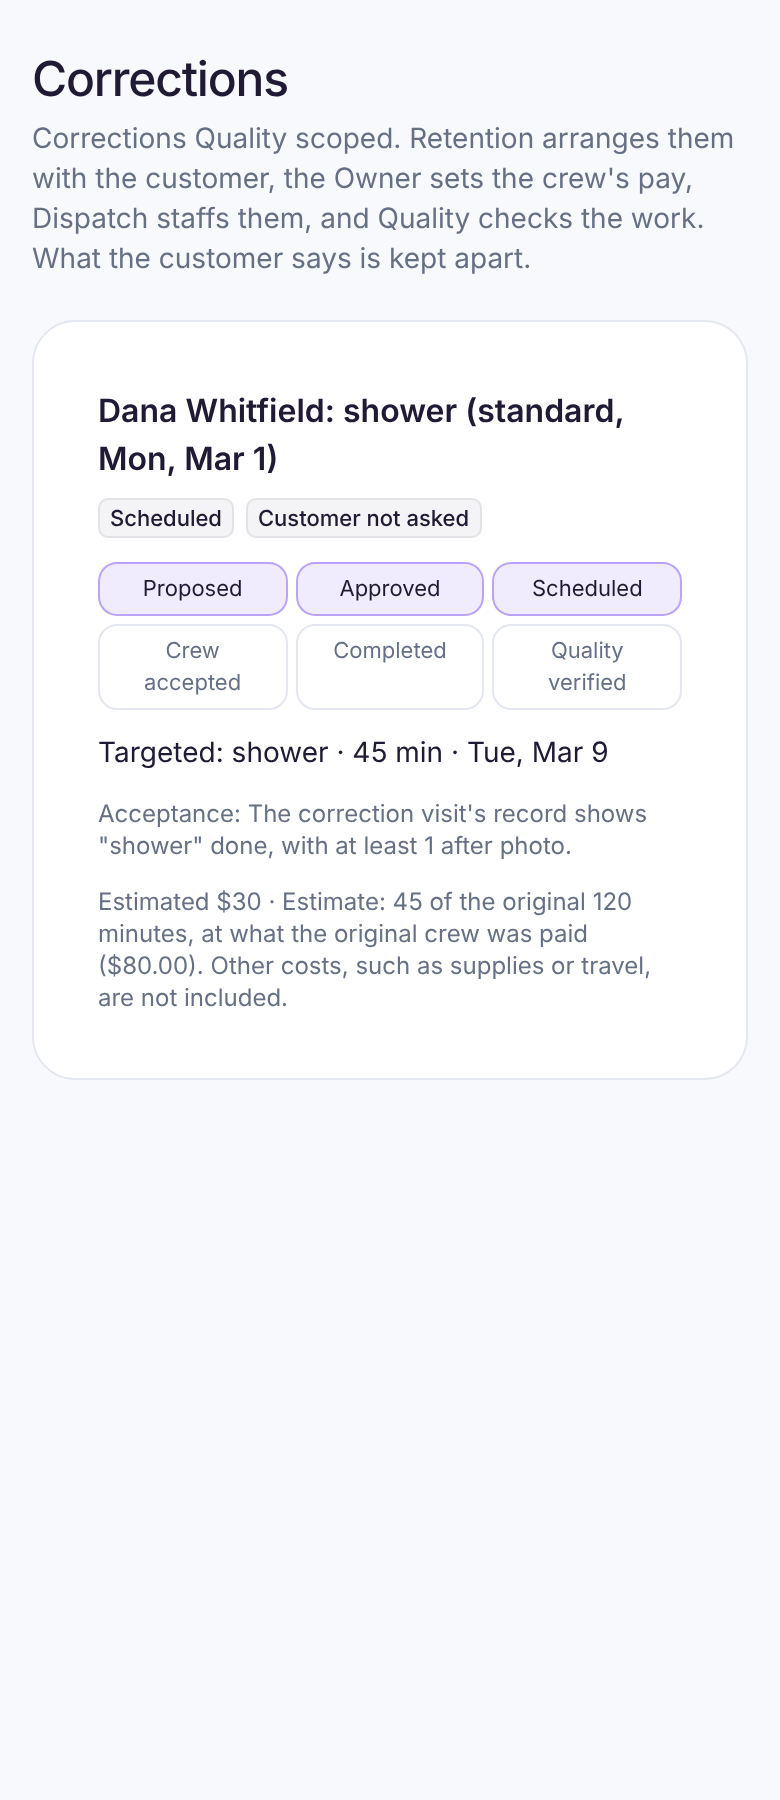 Corrections
Corrections Quality scoped. Retention arranges them
with the customer, the Owner sets the crew's pay,
Dispatch staffs them, and Quality checks the work.
What the customer says is kept apart.
Dana Whitfield: shower (standard,
Mon, Mar 1)
Scheduled
Customer not asked
Proposed
Approved
Scheduled
Crew
accepted
Completed
Quality
verified
Targeted: shower · 45 min · Tue, Mar 9
Acceptance: The correction visit's record shows
"shower" done, with at least 1 after photo.
Estimated $30 · Estimate: 45 of the original 120
minutes, at what the original crew was paid
($80.00). Other costs, such as supplies or travel,
are not included.